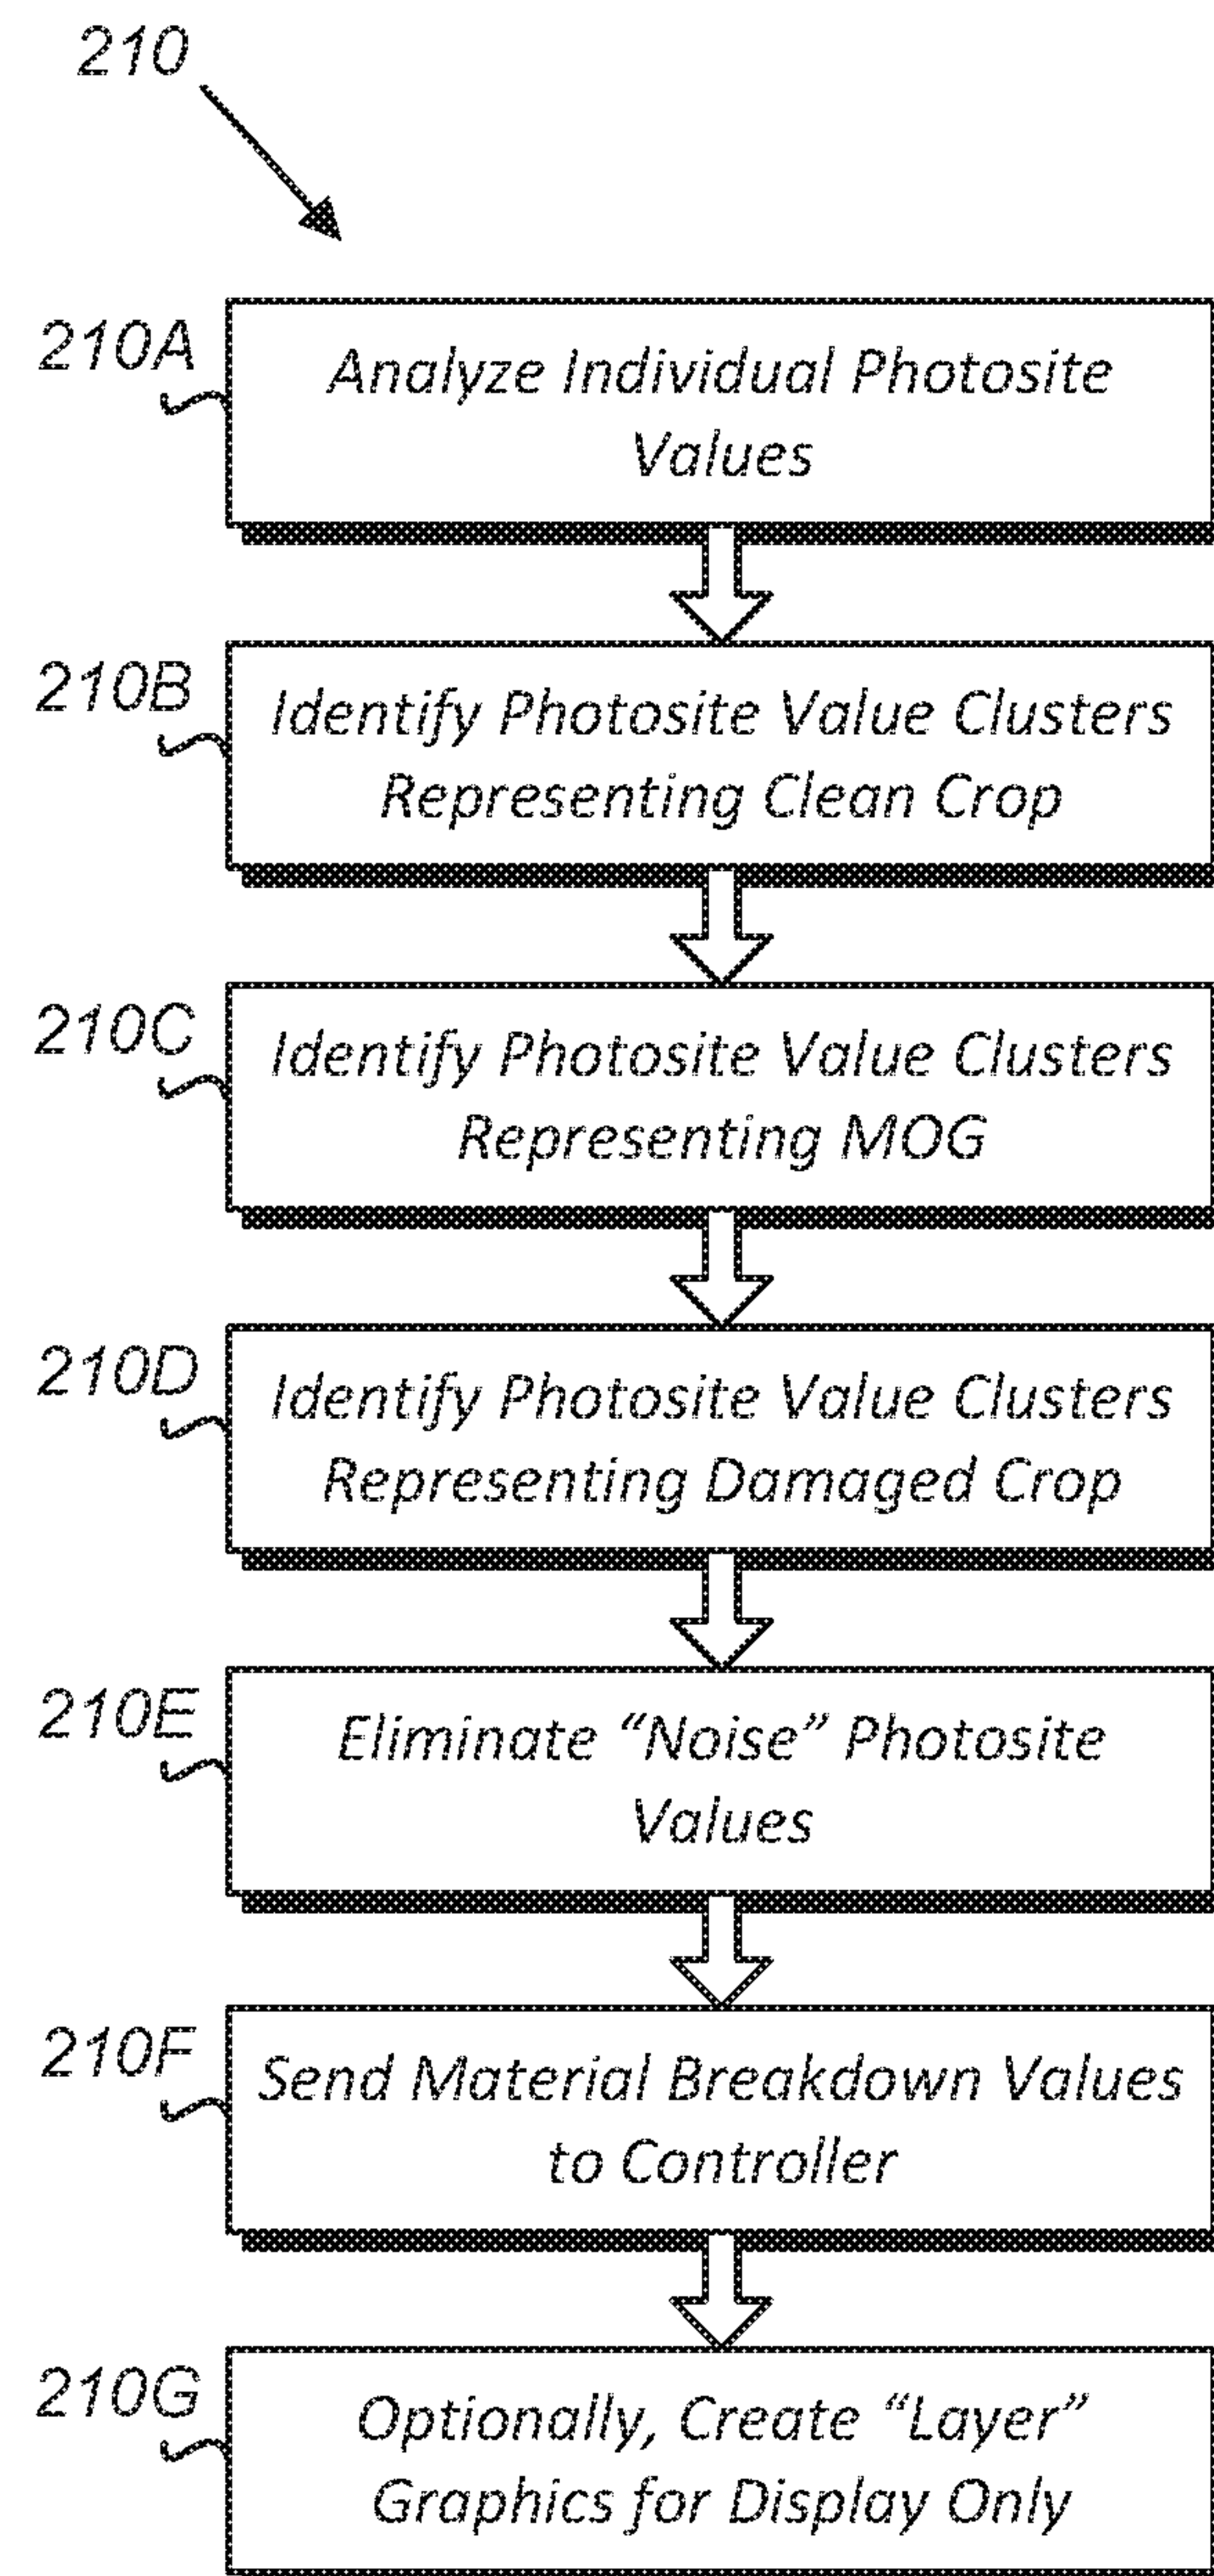 210
210A
Analyze Individual Photosite
Values
210B
Identify Photosite Value Clusters
Representing Clean Crop
210C
Identify Photosite Value Clusters
Representing MOG
210D
Identify Photosite Value Clusters
Representing Damaged Crop
210E
Eliminate “Noise” Photosite
Values
210F
Send Material Breakdown Values
to Controller
210G
Optionally, Create “Layer”
Graphics for Display Only